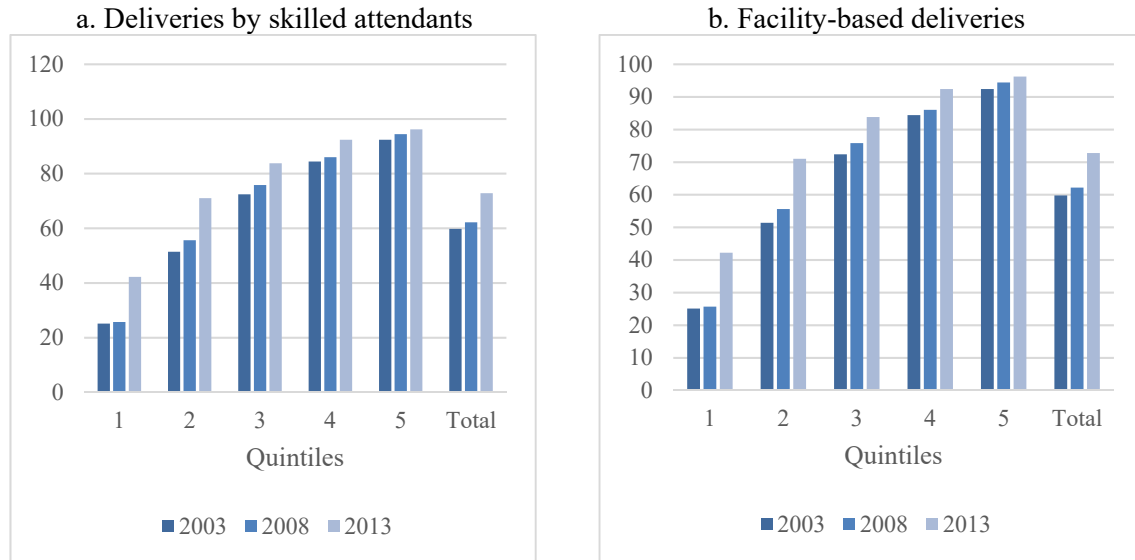 a. Deliveries by skilled attendants
120
100
80
60
40
20
0
1 2 3 4 5 Total
Quintiles
2003 2008 2013
b. Facility-based deliveries
100
90
80
70
60
50
40
30
20
10
0
1 2 3 4 5 Total
Quintiles
2003 2008 2013